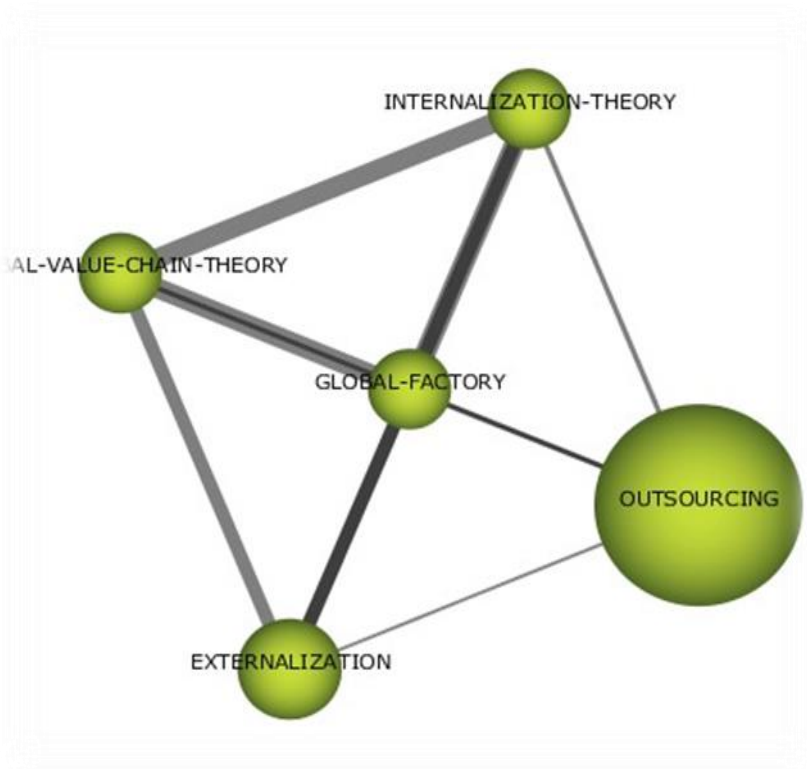 INTERNALIZATION-THEORY
AL-VALUE-CHAIN-THEORY
GLOBAL-FACTORY
OUTSOURCING
EXTERNALIZATION